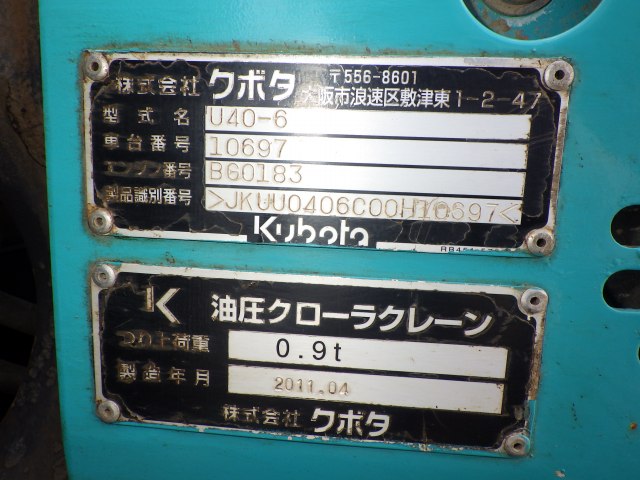 株式会社 クボタ 〒556-8601
大阪市浪速区敷津東1-2-47
型式名 U40-6
車台番号 10697
エンジン番号 BG0183
製品識別番号 >JKUU0406C00H10697<
Kubota
K 油圧クローラクレーン
つり上荷重 0.9t
製造年月 2011.04
株式会社 クボタ